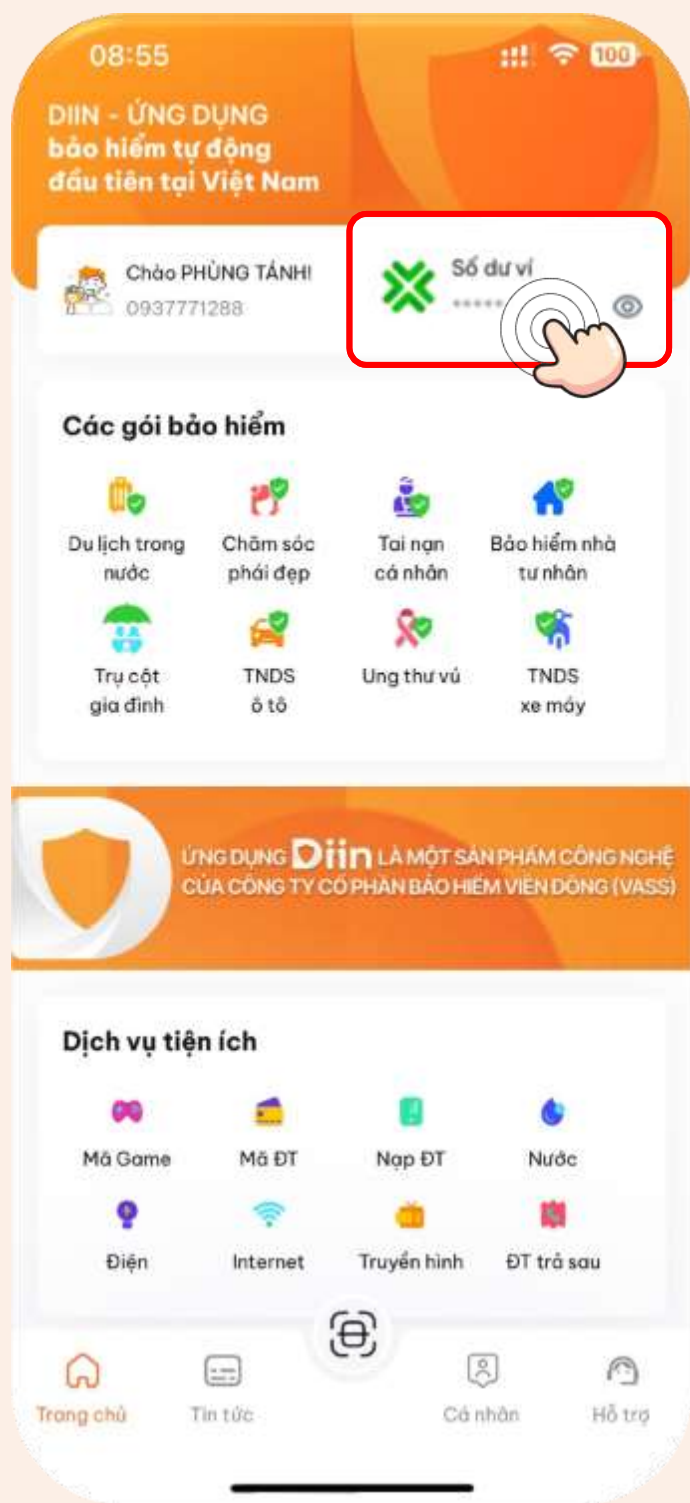 08:55
100
DIIN - ỨNG DỤNG
bảo hiểm tự động
đầu tiên tại Việt Nam
Chào PHÙNG TÁNH!
0937771288
Số dư ví
*****
Các gói bảo hiểm
Du lịch trong
nước
Chăm sóc
phái đẹp
Tai nạn
cá nhân
Bảo hiểm nhà
tư nhân
Trụ cột
gia đình
TNDS
ô tô
Ung thư vú
TNDS
xe máy
ỨNG DỤNG Diin LÀ MỘT SẢN PHẨM CÔNG NGHỆ
CỦA CÔNG TY CỔ PHẦN BẢO HIỂM VIỄN ĐÔNG (VASS)
Dịch vụ tiện ích
Mã Game
Mã ĐT
Nạp ĐT
Nước
Điện
Internet
Truyền hình
ĐT trả sau
Trang chủ
Tin tức
Cá nhân
Hỗ trợ